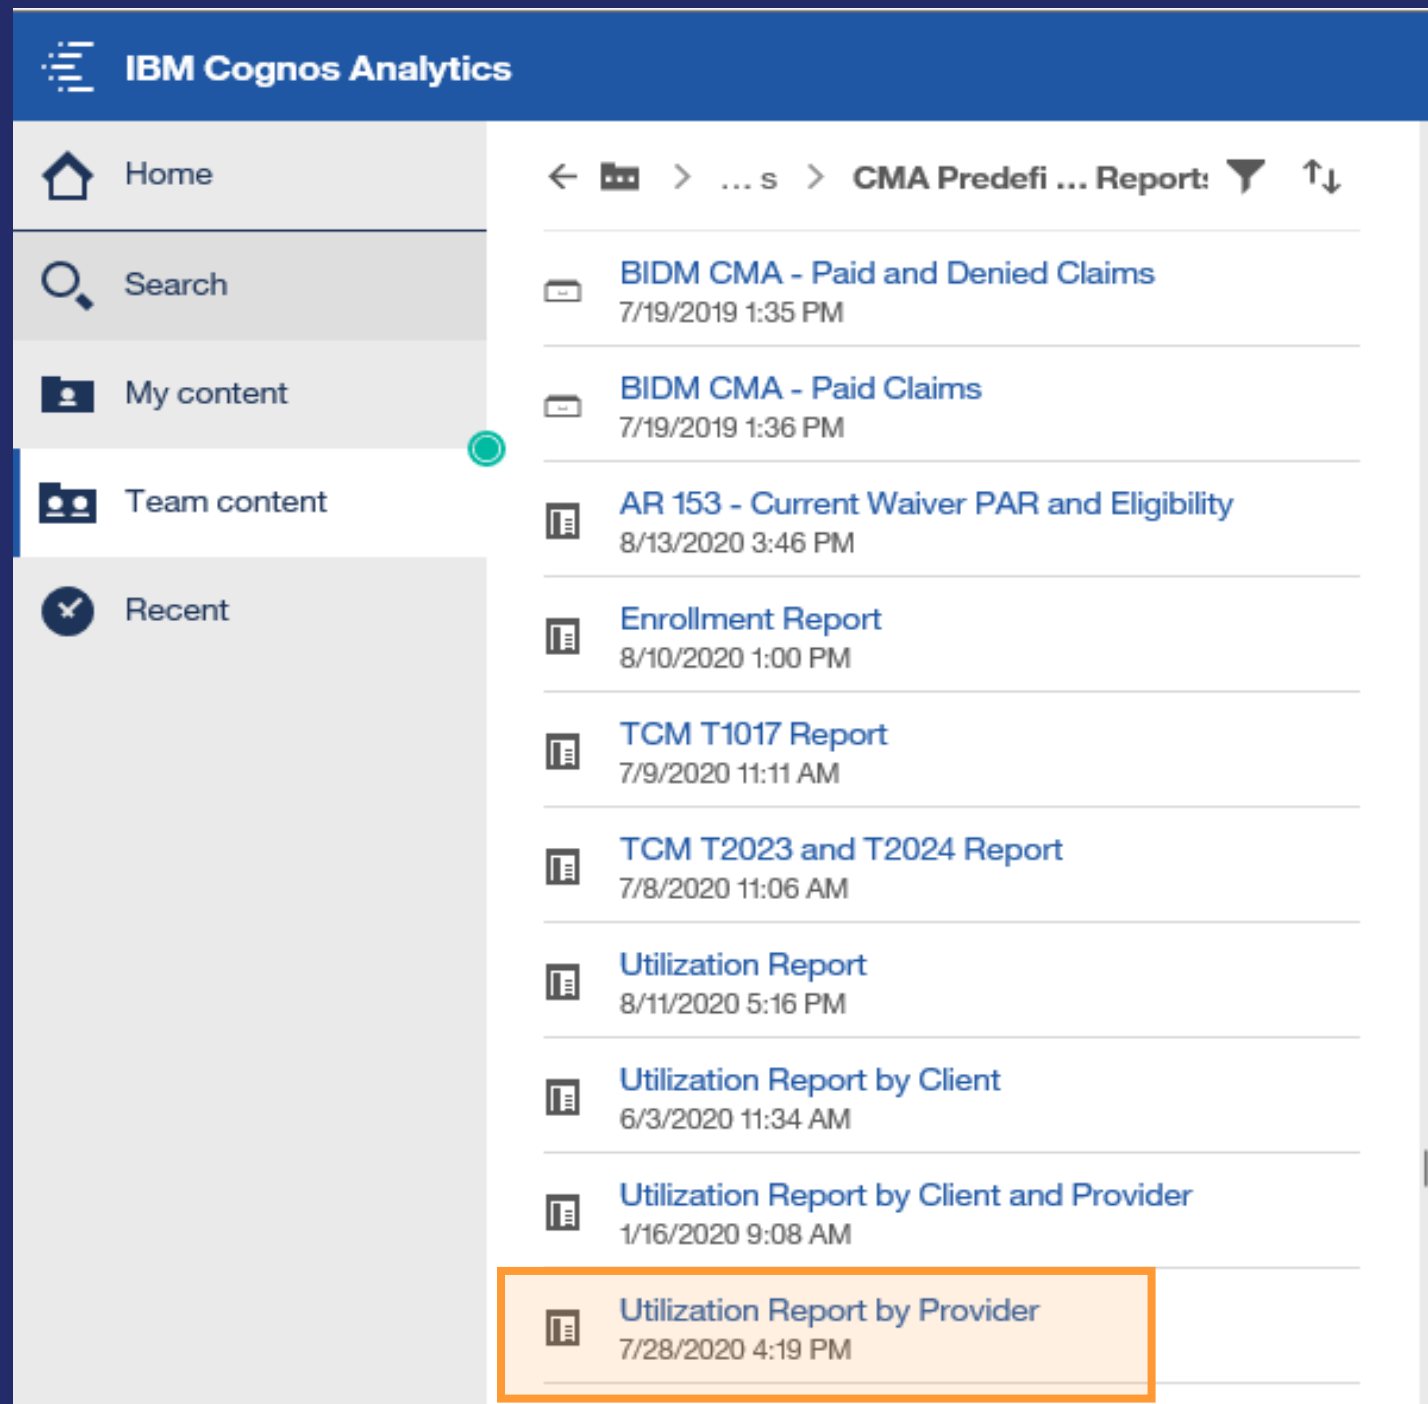 IBM Cognos Analytics
Home
Search
My content
Team content
Recent
... s > CMA Predefi ... Reports
BIDM CMA - Paid and Denied Claims
7/19/2019 1:35 PM
BIDM CMA - Paid Claims
7/19/2019 1:36 PM
AR 153 - Current Waiver PAR and Eligibility
8/13/2020 3:46 PM
Enrollment Report
8/10/2020 1:00 PM
TCM T1017 Report
7/9/2020 11:11 AM
TCM T2023 and T2024 Report
7/8/2020 11:06 AM
Utilization Report
8/11/2020 5:16 PM
Utilization Report by Client
6/3/2020 11:34 AM
Utilization Report by Client and Provider
1/16/2020 9:08 AM
Utilization Report by Provider
7/28/2020 4:19 PM